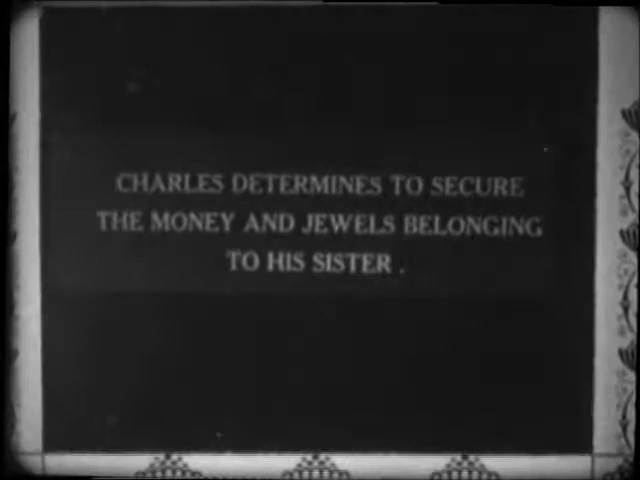 CHARLES DETERMINES TO SECURE
THE MONEY AND JEWELS BELONGING
TO HIS SISTER .